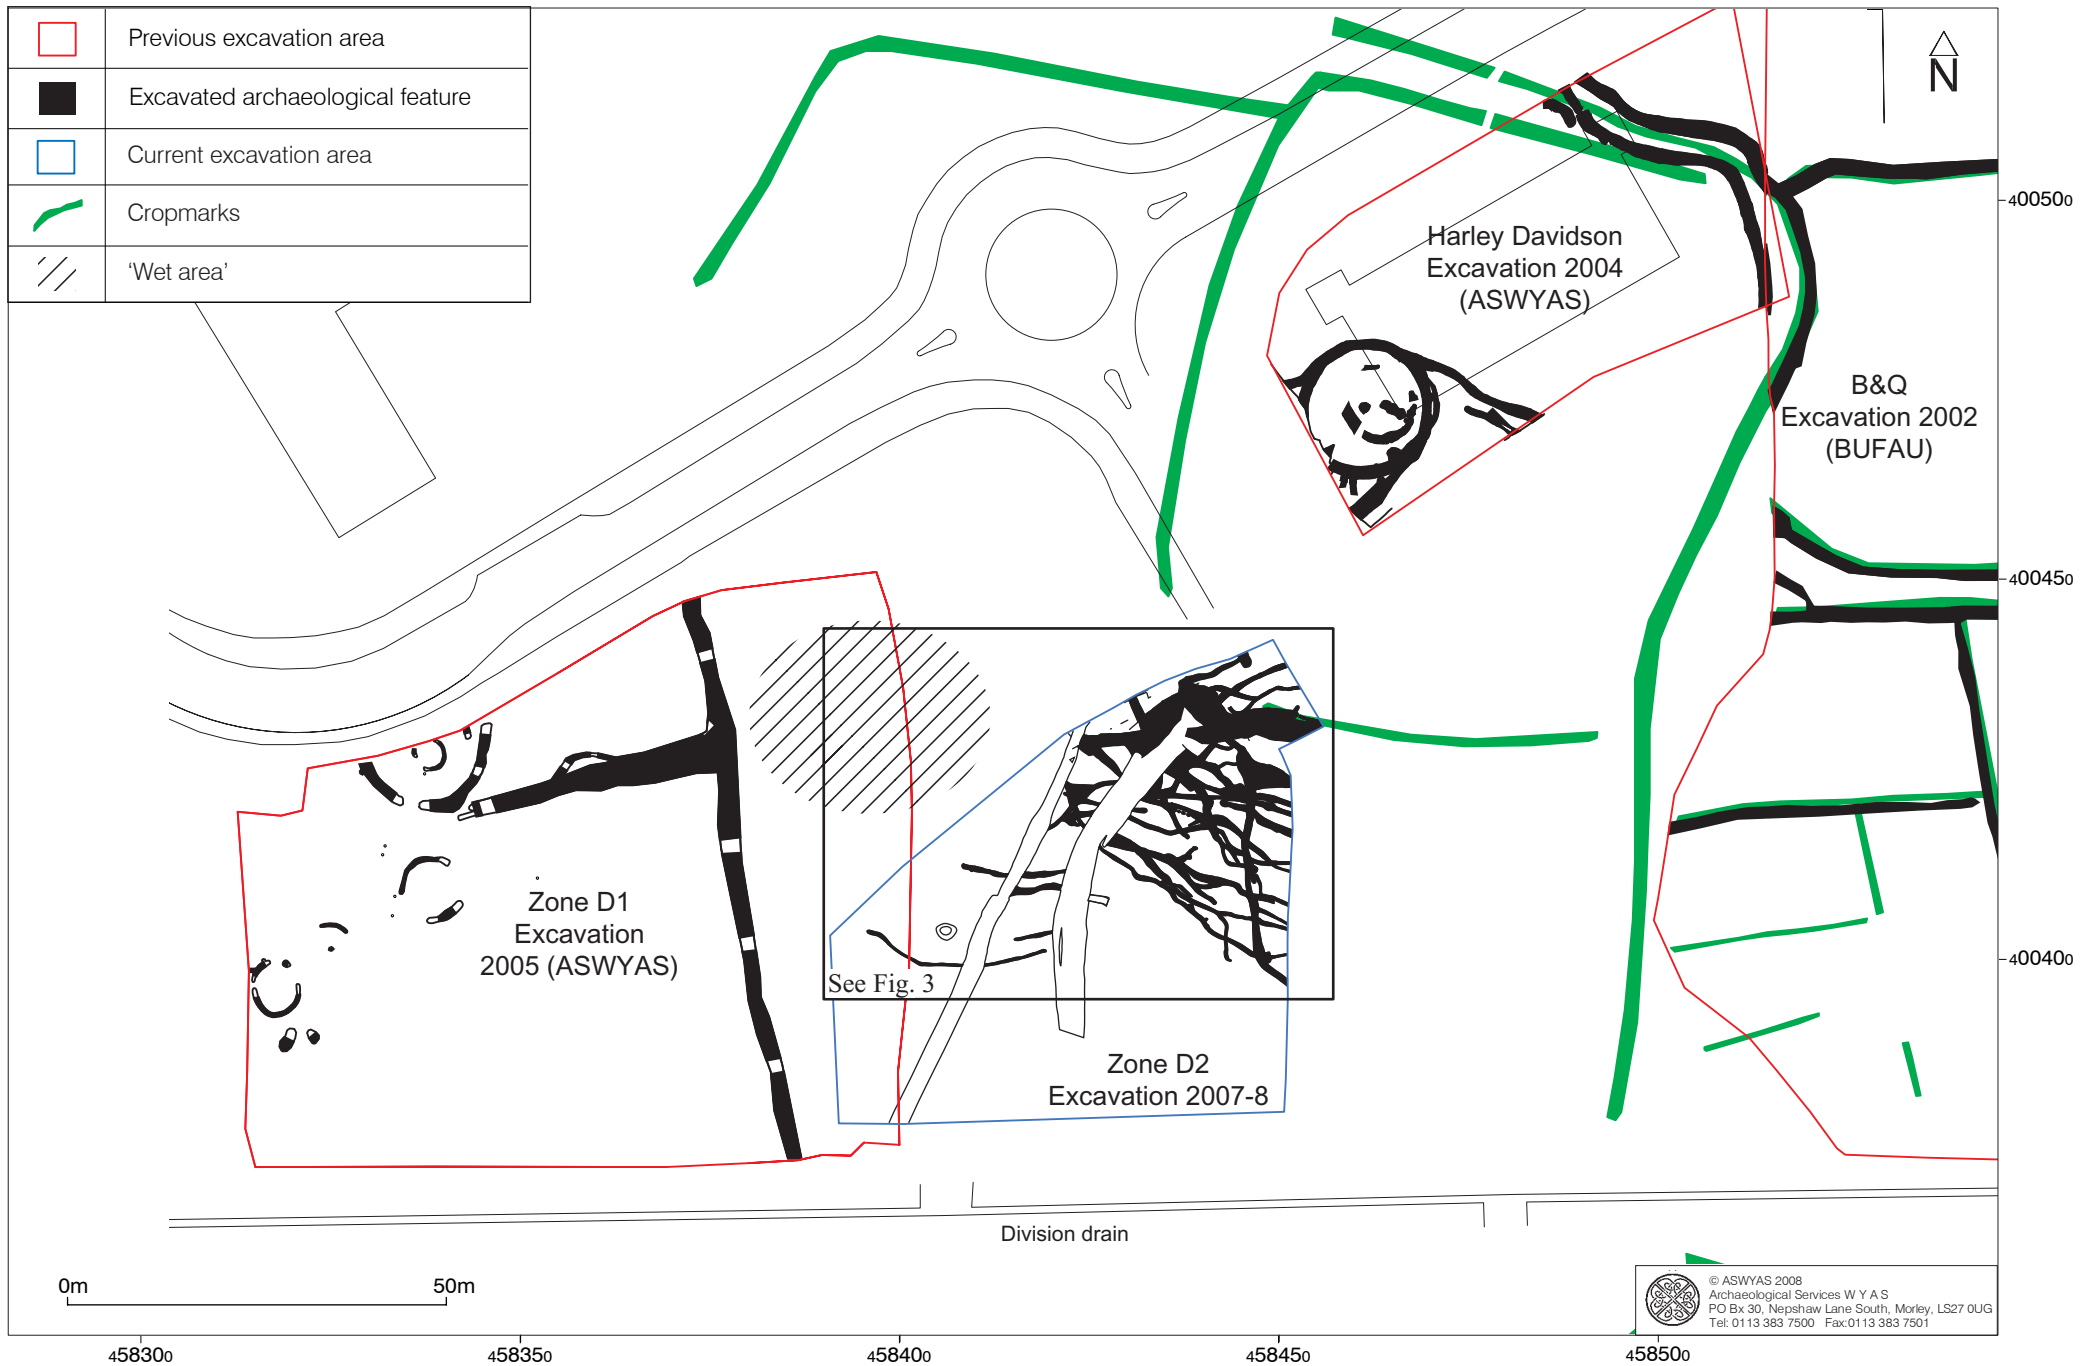 Previous excavation area
Excavated archaeological feature
Current excavation area
Cropmarks
'Wet area'
N
Harley Davidson
Excavation 2004
(ASWYAS)
B&Q
Excavation 2002
(BUFAU)
Zone D1
Excavation
2005 (ASWYAS)
See Fig. 3
Zone D2
Excavation 2007-8
Division drain
0m
50m
400500
400450
400400
458300
458350
458400
458450
458500
© ASWYAS 2008
Archaeological Services W Y A S
PO Bx 30, Nepshaw Lane South, Morley, LS27 0UG
Tel: 0113 383 7500 Fax:0113 383 7501